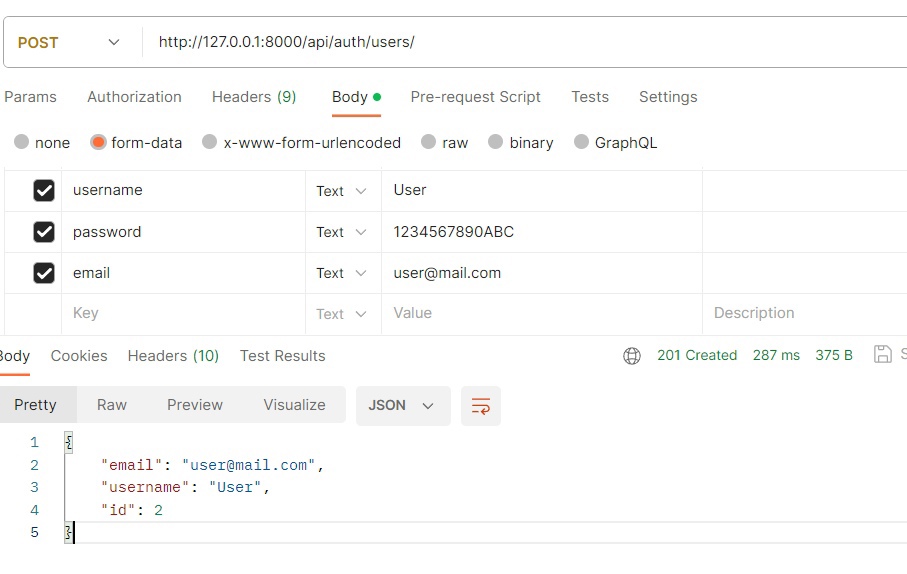 POST http://127.0.0.1:8000/api/auth/users/
Params Authorization Headers (9) Body Pre-request Script Tests Settings
none form-data x-www-form-urlencoded raw binary GraphQL
username Text User
password Text 1234567890ABC
email Text user@mail.com
Key Text Value Description
Body Cookies Headers (10) Test Results 201 Created 287 ms 375 B S
Pretty Raw Preview Visualize JSON
1 {
2 "email": "user@mail.com",
3 "username": "User",
4 "id": 2
5 }